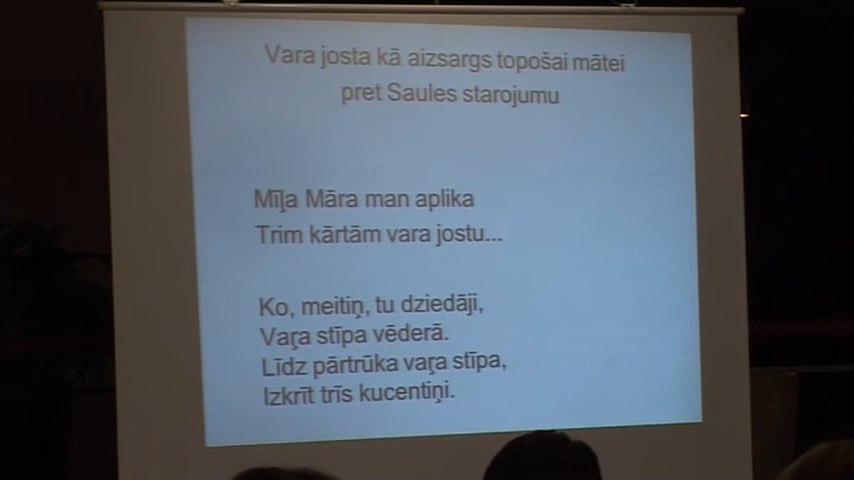 Vara josta kā aizsargs topošai mātei
pret Saules starojumu
Mīļa Māra man aplika
Trim kārtām vara jostu...
Ko, meitiņ, tu dziedāji,
Vaŗa stīpa vēderā.
Līdz pārtrūka vaŗa stīpa,
Izkrīt trīs kucentiņi.